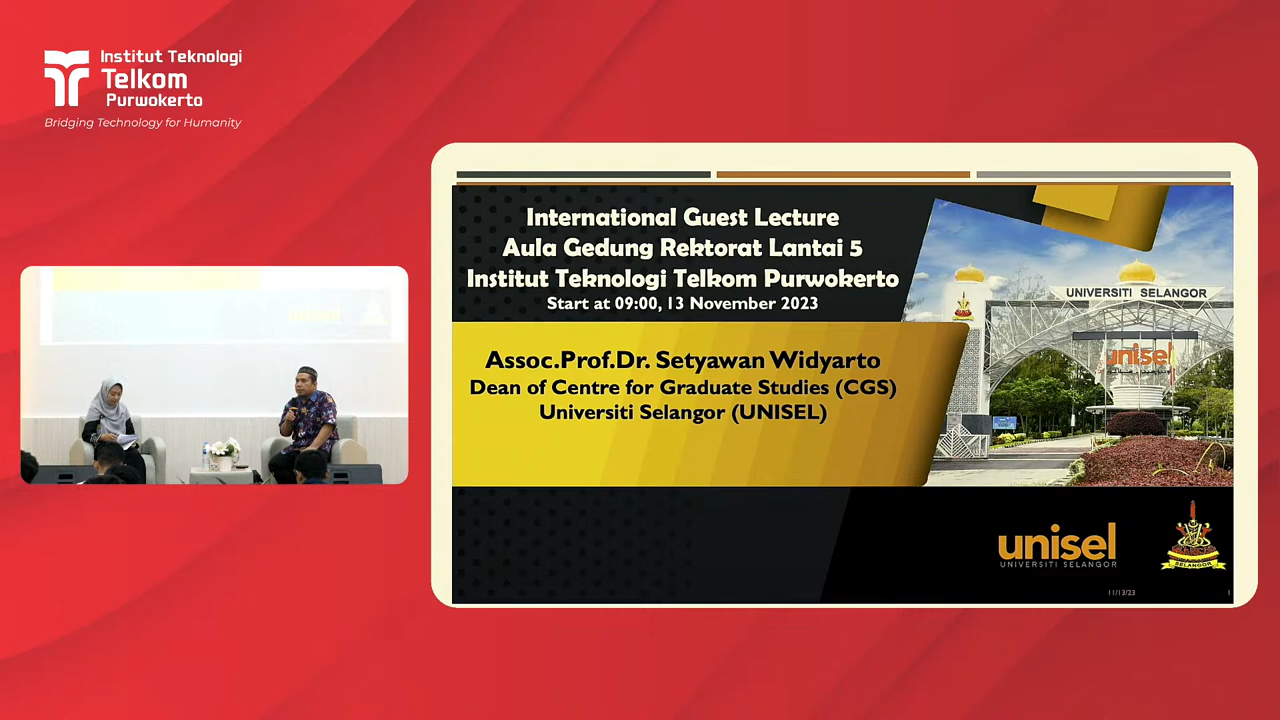 Institut Teknologi
Telkom
Purwokerto
Bridging Technology for Humanity
International Guest Lecture
Aula Gedung Rektorat Lantai 5
Institut Teknologi Telkom Purwokerto
Start at 09:00, 13 November 2023
Assoc.Prof.Dr. Setyawan Widyarto
Dean of Centre for Graduate Studies (CGS)
Universiti Selangor (UNISEL)
UNIVERSITI SELANGOR
unisel
unisel
UNIVERSITI SELANGOR
SELANGOR
11/13/23
1